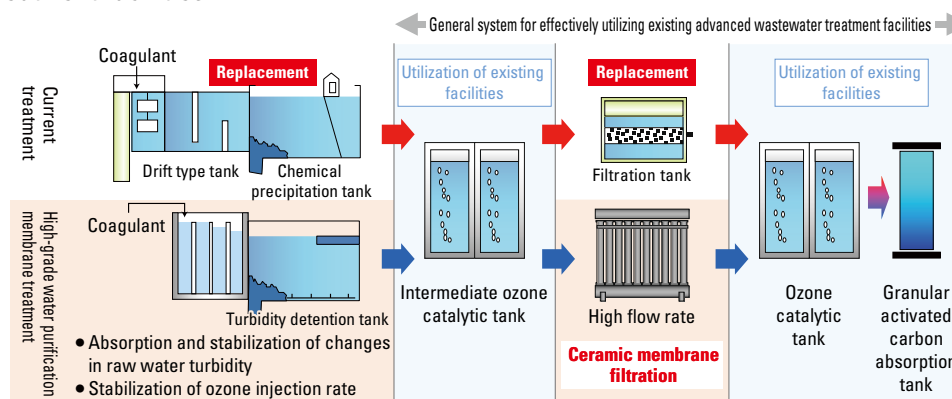 General system for effectively utilizing existing advanced wastewater treatment facilities
Current
treatment
Coagulant
Replacement
Drift type tank
Chemical
precipitation tank
Utilization of existing
facilities
Replacement
Filtration tank
Utilization of existing
facilities
High-grade water purification
membrane treatment
Coagulant
Turbidity detention tank
● Absorption and stabilization of changes
in raw water turbidity
● Stabilization of ozone injection rate
Intermediate ozone
catalytic tank
High flow rate
Ceramic membrane
filtration
Ozone
catalytic
tank
Granular
activated
carbon
absorption
tank